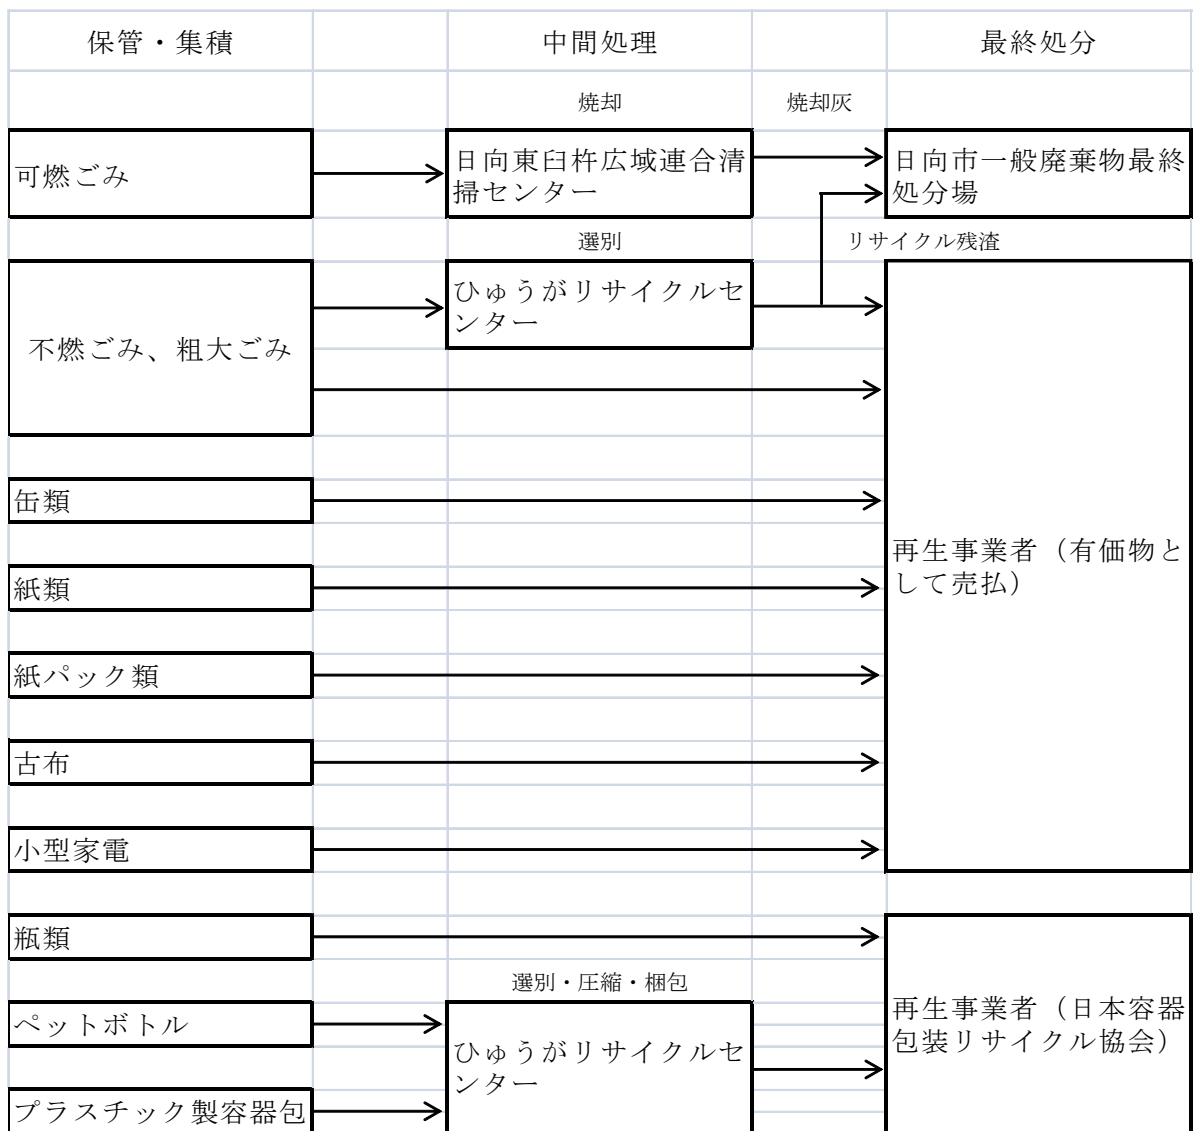 保管・集積
中間処理
最終処分
焼却
焼却灰
可燃ごみ
日向東臼杵広域連合清
掃センター
日向市一般廃棄物最終
処分場
選別
リサイクル残渣
不燃ごみ、粗大ごみ
ひゅうがリサイクルセ
ンター
缶類
紙類
紙パック類
古布
小型家電
再生事業者（有価物と
して売払）
瓶類
選別・圧縮・梱包
ペットボトル
プラスチック製容器包
ひゅうがリサイクルセ
ンター
再生事業者（日本容器
包装リサイクル協会）